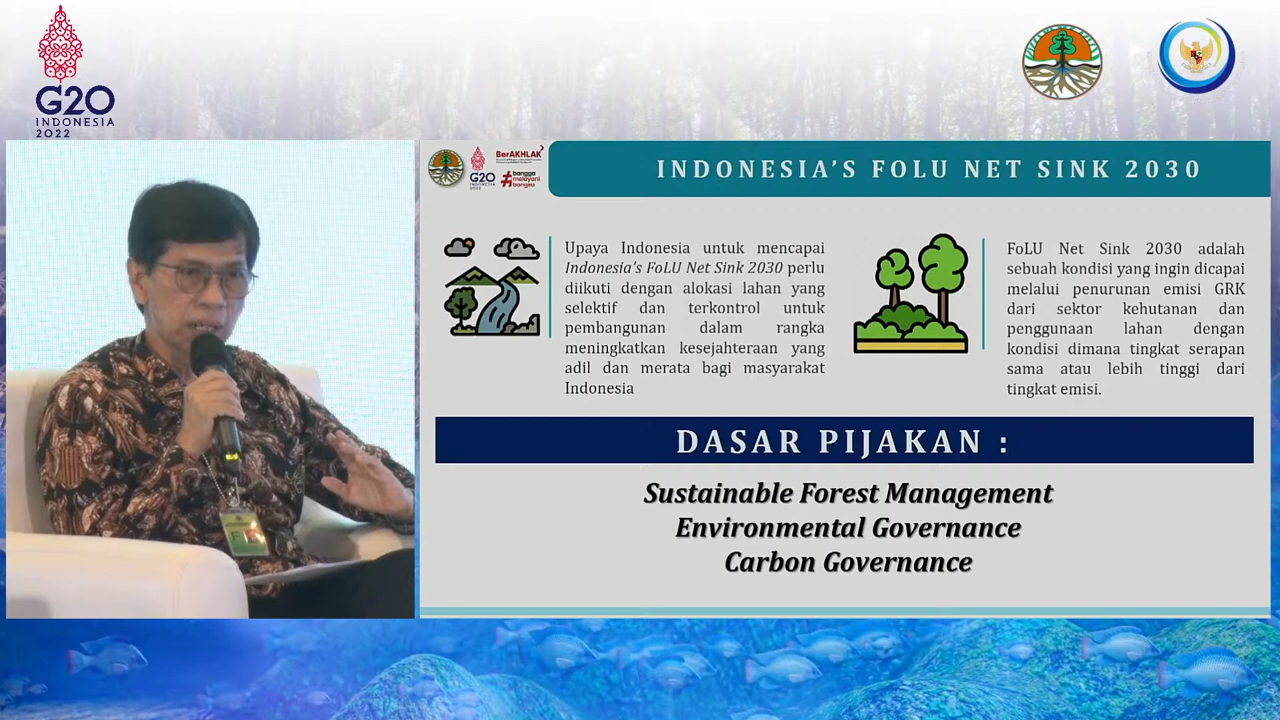 G20
INDONESIA
2022
BerAKHLAK
G20
INDONESIA
2022
#bangga
melayani
bangsa
INDONESIA'S FOLU NET SINK 2030
Upaya Indonesia untuk mencapai
Indonesia's FoLU Net Sink 2030 perlu
diikuti dengan alokasi lahan yang
selektif dan terkontrol untuk
pembangunan dalam rangka
meningkatkan kesejahteraan yang
adil dan merata bagi masyarakat
Indonesia
FoLU Net Sink 2030 adalah
sebuah kondisi yang ingin dicapai
melalui penurunan emisi GRK
dari sektor kehutanan dan
penggunaan lahan dengan
kondisi dimana tingkat serapan
sama atau lebih tinggi dari
tingkat emisi.
DASAR PIJAKAN :
Sustainable Forest Management
Environmental Governance
Carbon Governance